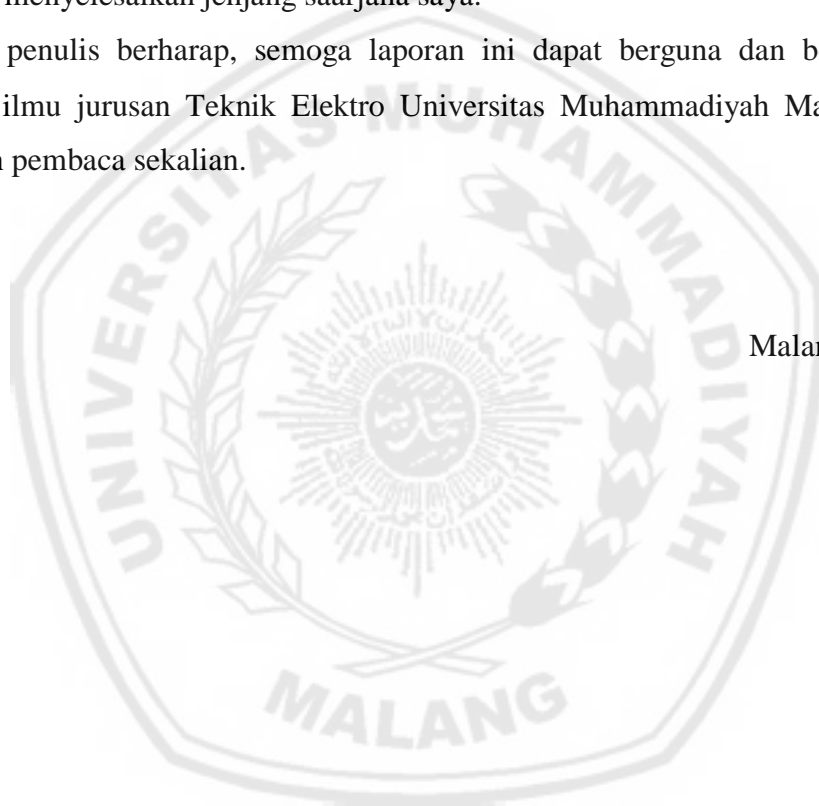 menyelesaikan jenjang saarjana saya.
penulis berharap, semoga laporan ini dapat berguna dan b
ilmu jurusan Teknik Elektro Universitas Muhammadiyah Ma
pembaca sekalian.
Malan
UNIVERSITAS MUHAMMADIYAH
MALANG